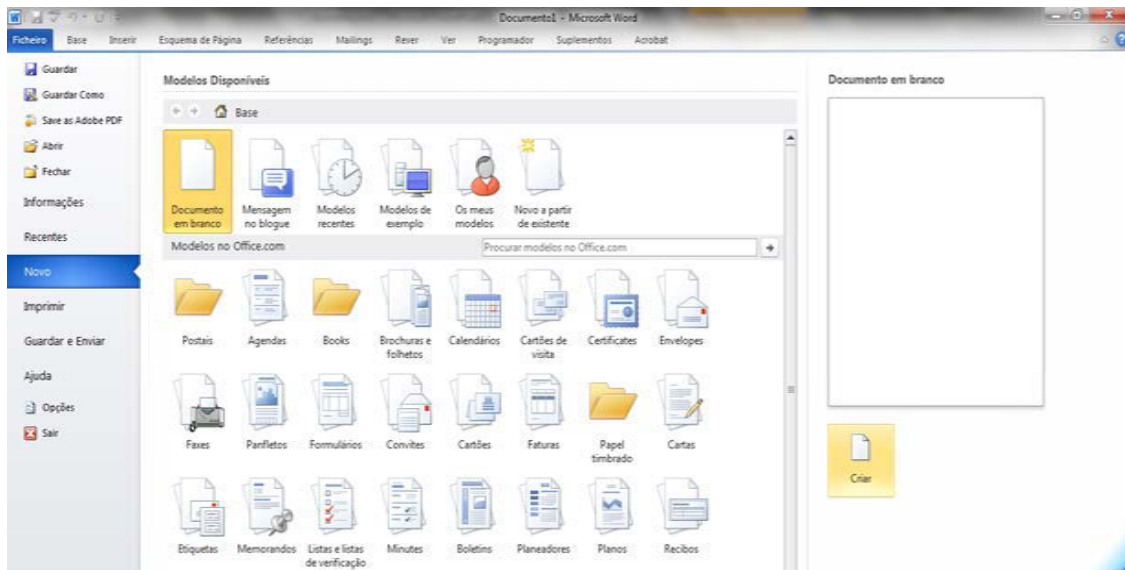 Documento1 - Microsoft Word
Ficheiro Base Inserir Esquema de Página Referências Mailings Rever Ver Programador Suplementos Acrobat
Guardar
Guardar Como
Save as Adobe PDF
Abrir
Fechar
Informações
Recentes
Novo
Imprimir
Guardar e Enviar
Ajuda
Opções
Sair
Modelos Disponíveis
Base
Documento em branco
Mensagem no blogue
Modelos recentes
Modelos de exemplo
Os meus modelos
Novo a partir de existente
Modelos no Office.com
Procurar modelos no Office.com
Postais
Agendas
Books
Brochuras e folhetos
Calendários
Cartões de visita
Certificates
Envelopes
Faxes
Panfletos
Formulários
Convites
Cartões
Faturas
Papel timbrado
Cartas
Etiquetas
Memorandos
Listas e listas de verificação
Minutes
Boletins
Planeadores
Planos
Recibos
Documento em branco
Criar